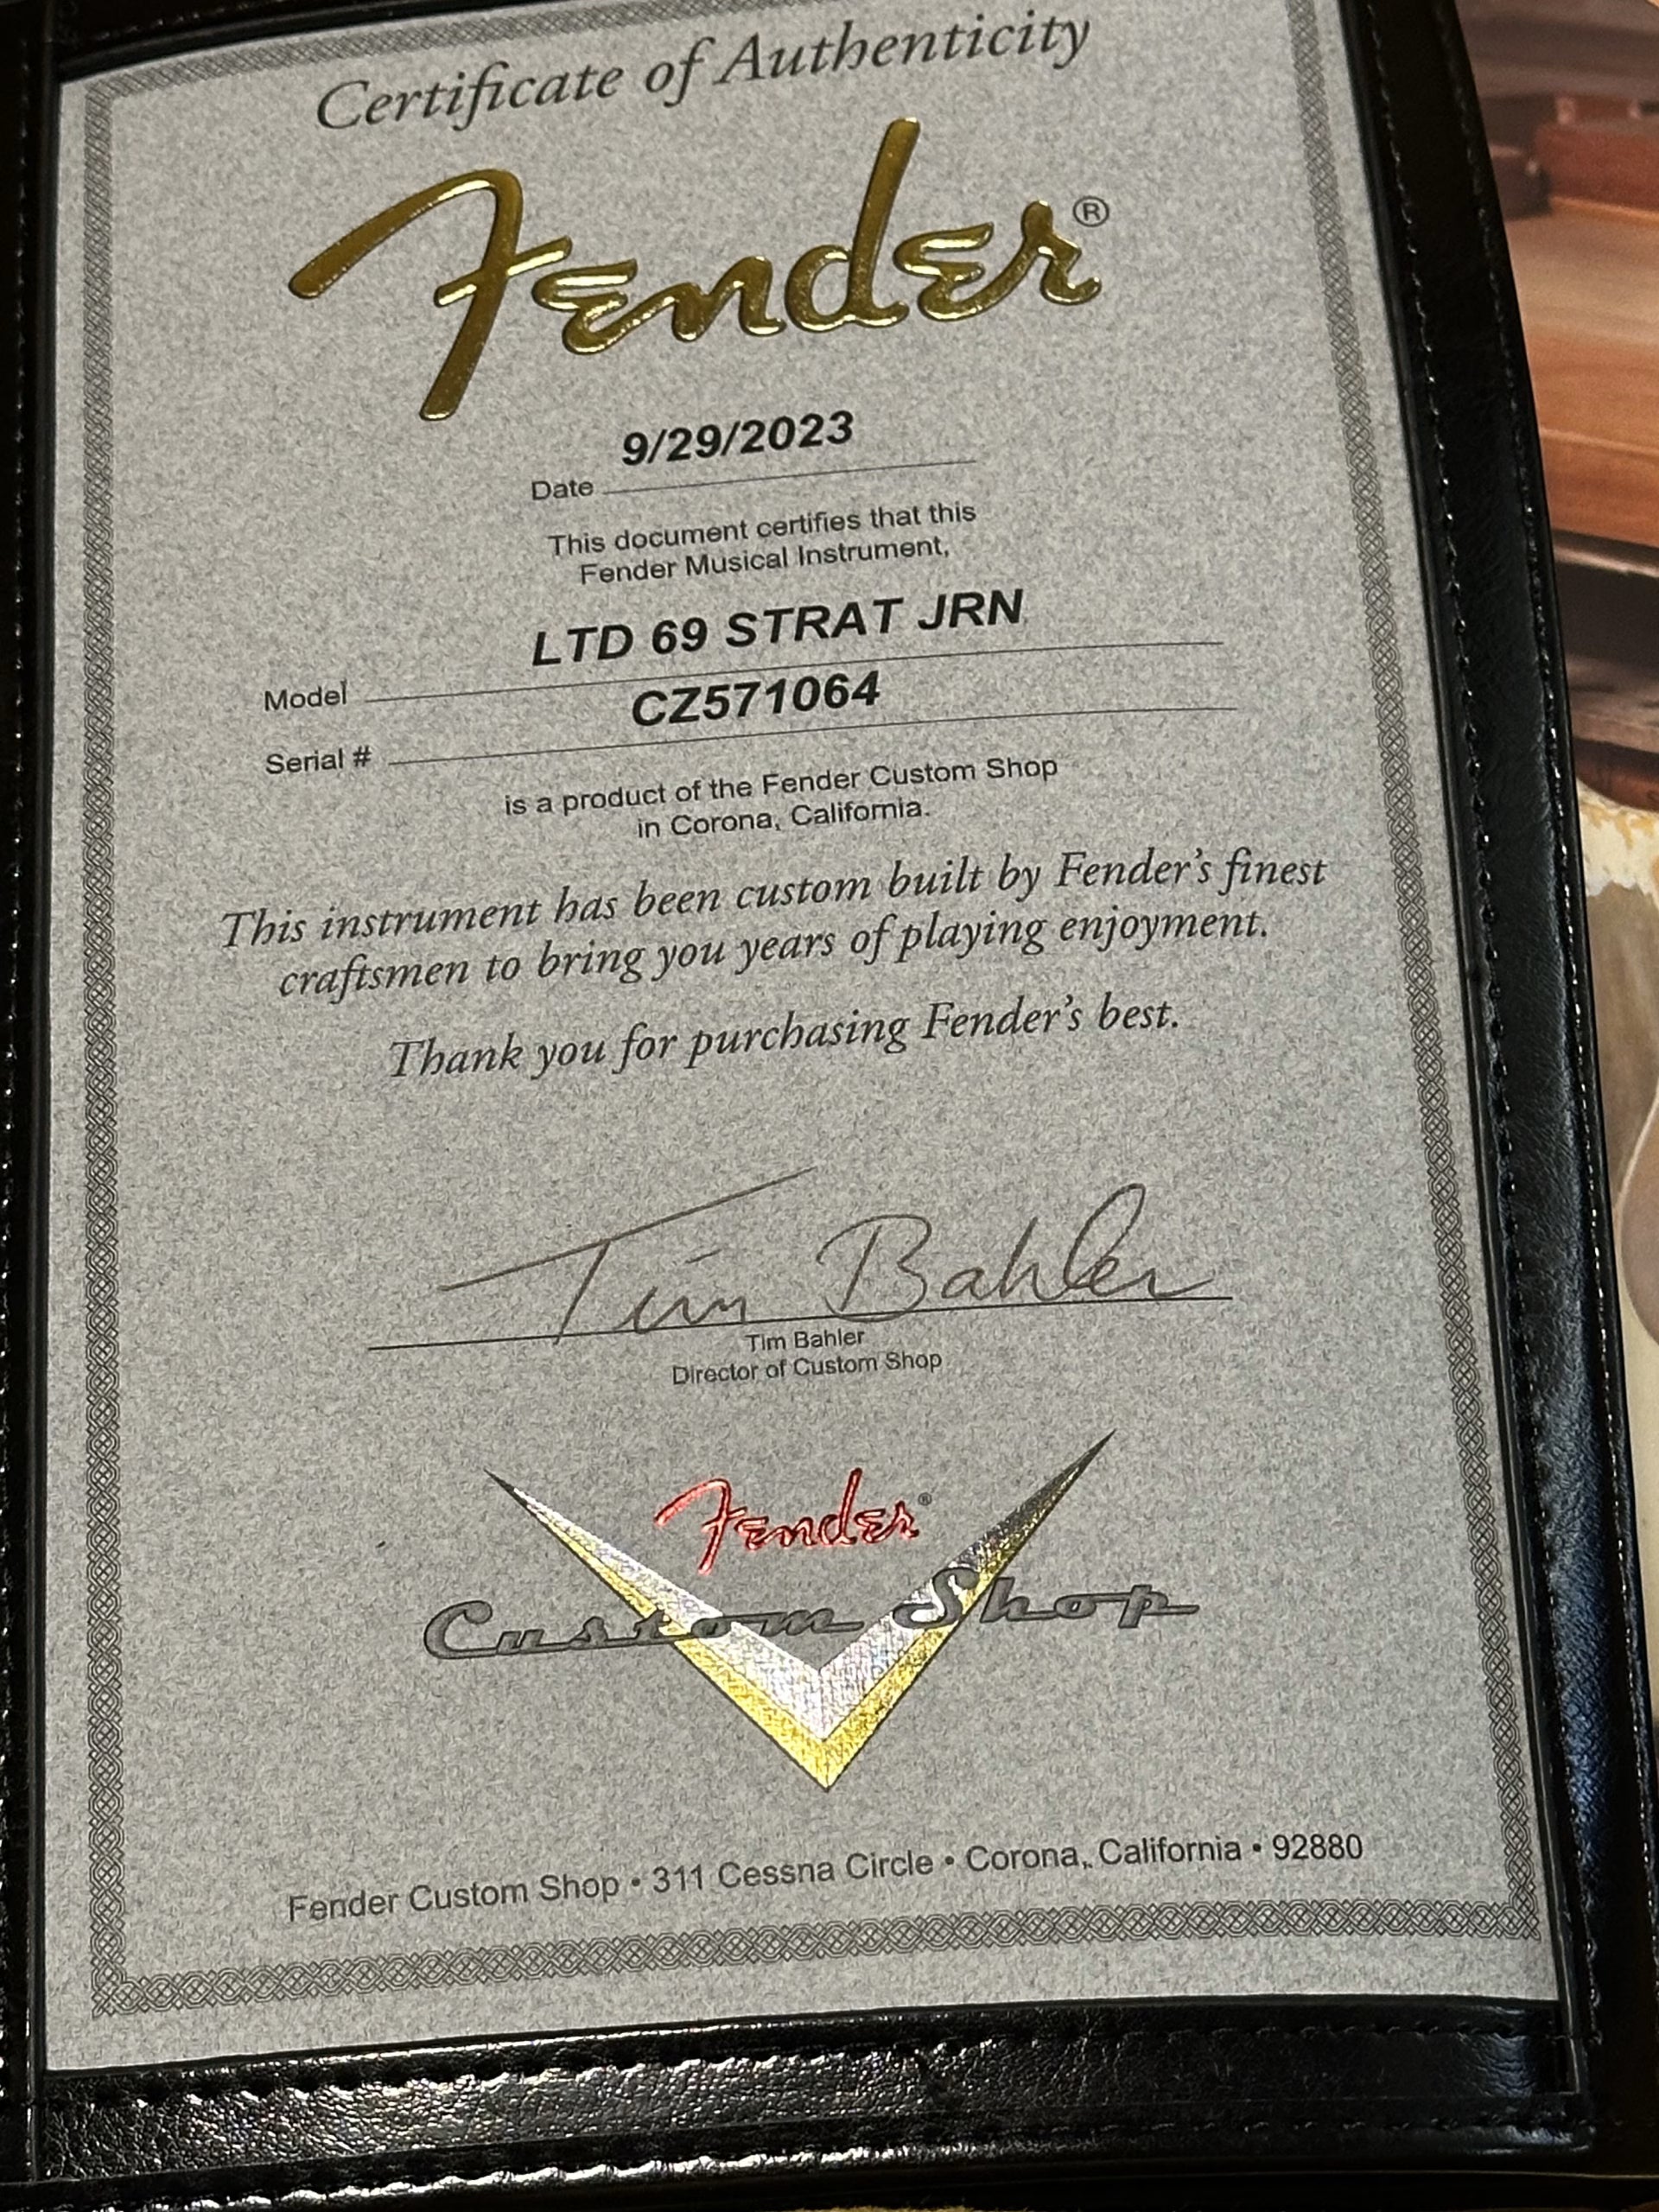 Certificate of Authenticity
Fender®
9/29/2023
Date
This document certifies that this
Fender Musical Instrument,
LTD 69 STRAT JRN
Model
CZ571064
Serial #
is a product of the Fender Custom Shop
in Corona, California.
This instrument has been custom built by Fender's finest
craftsmen to bring you years of playing enjoyment.
Thank you for purchasing Fender's best.
Tim Bahler
Tim Bahler
Director of Custom Shop
Fender®
Custom Shop
Fender Custom Shop • 311 Cessna Circle • Corona, California • 92880